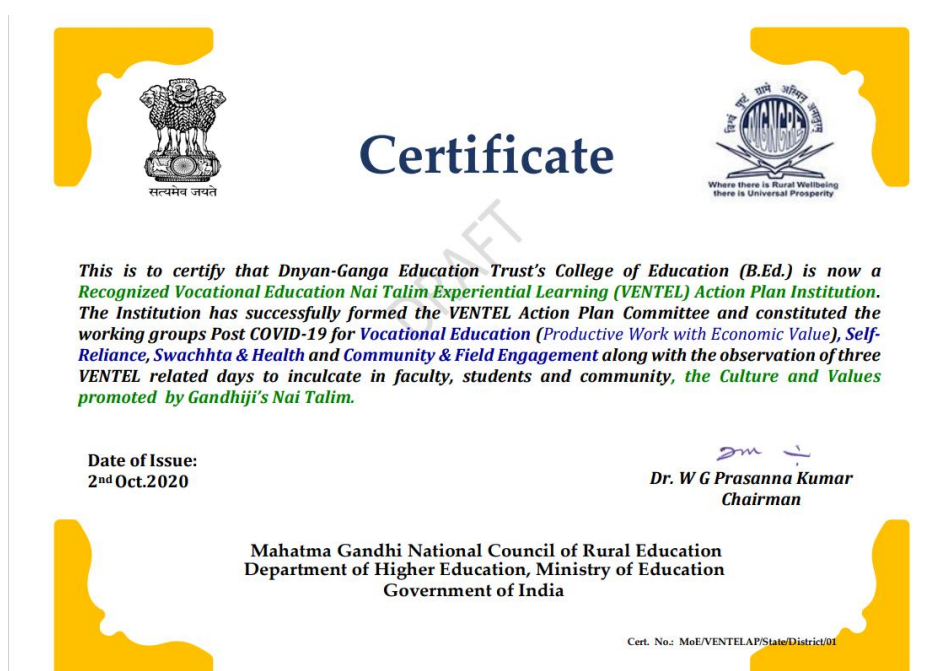 सत्यमेव जयते
Certificate
विश्वं पुष्टं ग्रामे अस्मिन् अनातुरम्
MGNCRE
Where there is Rural Wellbeing
there is Universal Prosperity
DRAFT
This is to certify that Dnyan-Ganga Education Trust's College of Education (B.Ed.) is now a
Recognized Vocational Education Nai Talim Experiential Learning (VENTEL) Action Plan Institution.
The Institution has successfully formed the VENTEL Action Plan Committee and constituted the
working groups Post COVID-19 for Vocational Education (Productive Work with Economic Value), Self-
Reliance, Swachhta & Health and Community & Field Engagement along with the observation of three
VENTEL related days to inculcate in faculty, students and community, the Culture and Values
promoted by Gandhiji's Nai Talim.
Date of Issue:
2nd Oct.2020
Dr. W G Prasanna Kumar
Chairman
Mahatma Gandhi National Council of Rural Education
Department of Higher Education, Ministry of Education
Government of India
Cert. No.: MoE/VENTELAP/State/District/01